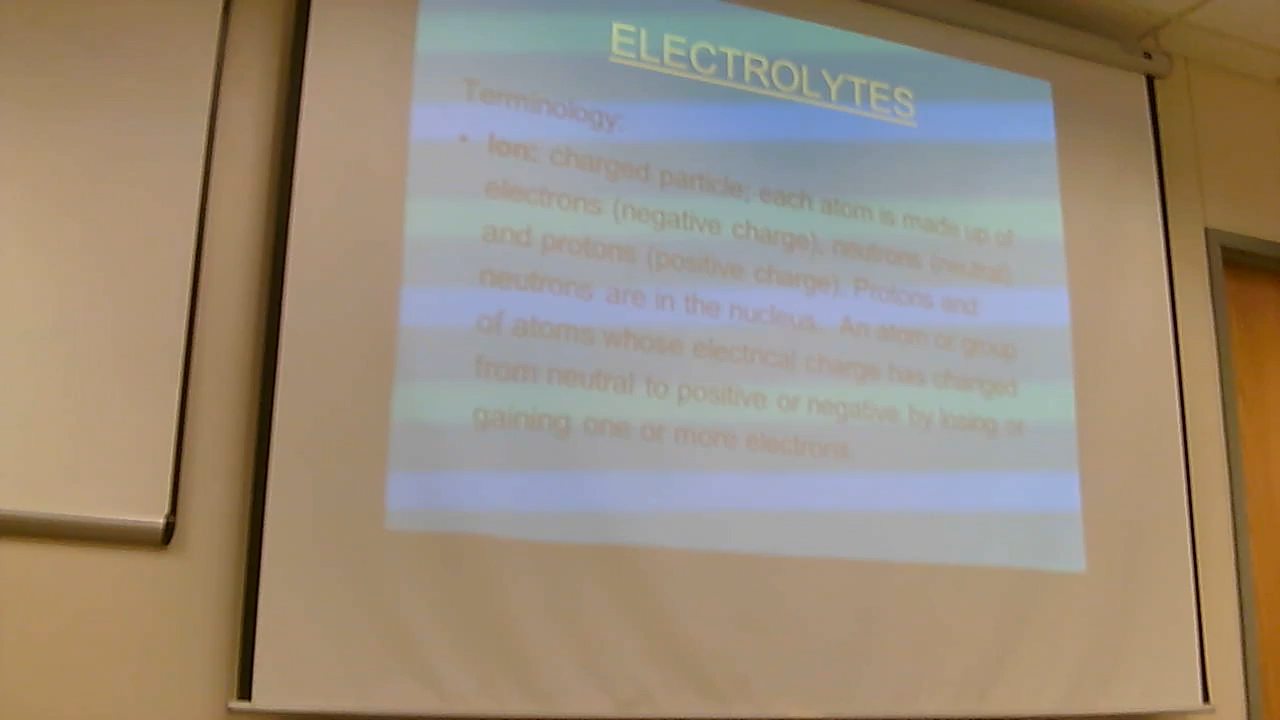 ELECTROLYTES
Terminology:
• Ion: charged particle; each atom is made up of
electrons (negative charge), neutrons (neutral)
and protons (positive charge). Protons and
neutrons are in the nucleus. An atom or group
of atoms whose electrical charge has changed
from neutral to positive or negative by losing or
gaining one or more electrons